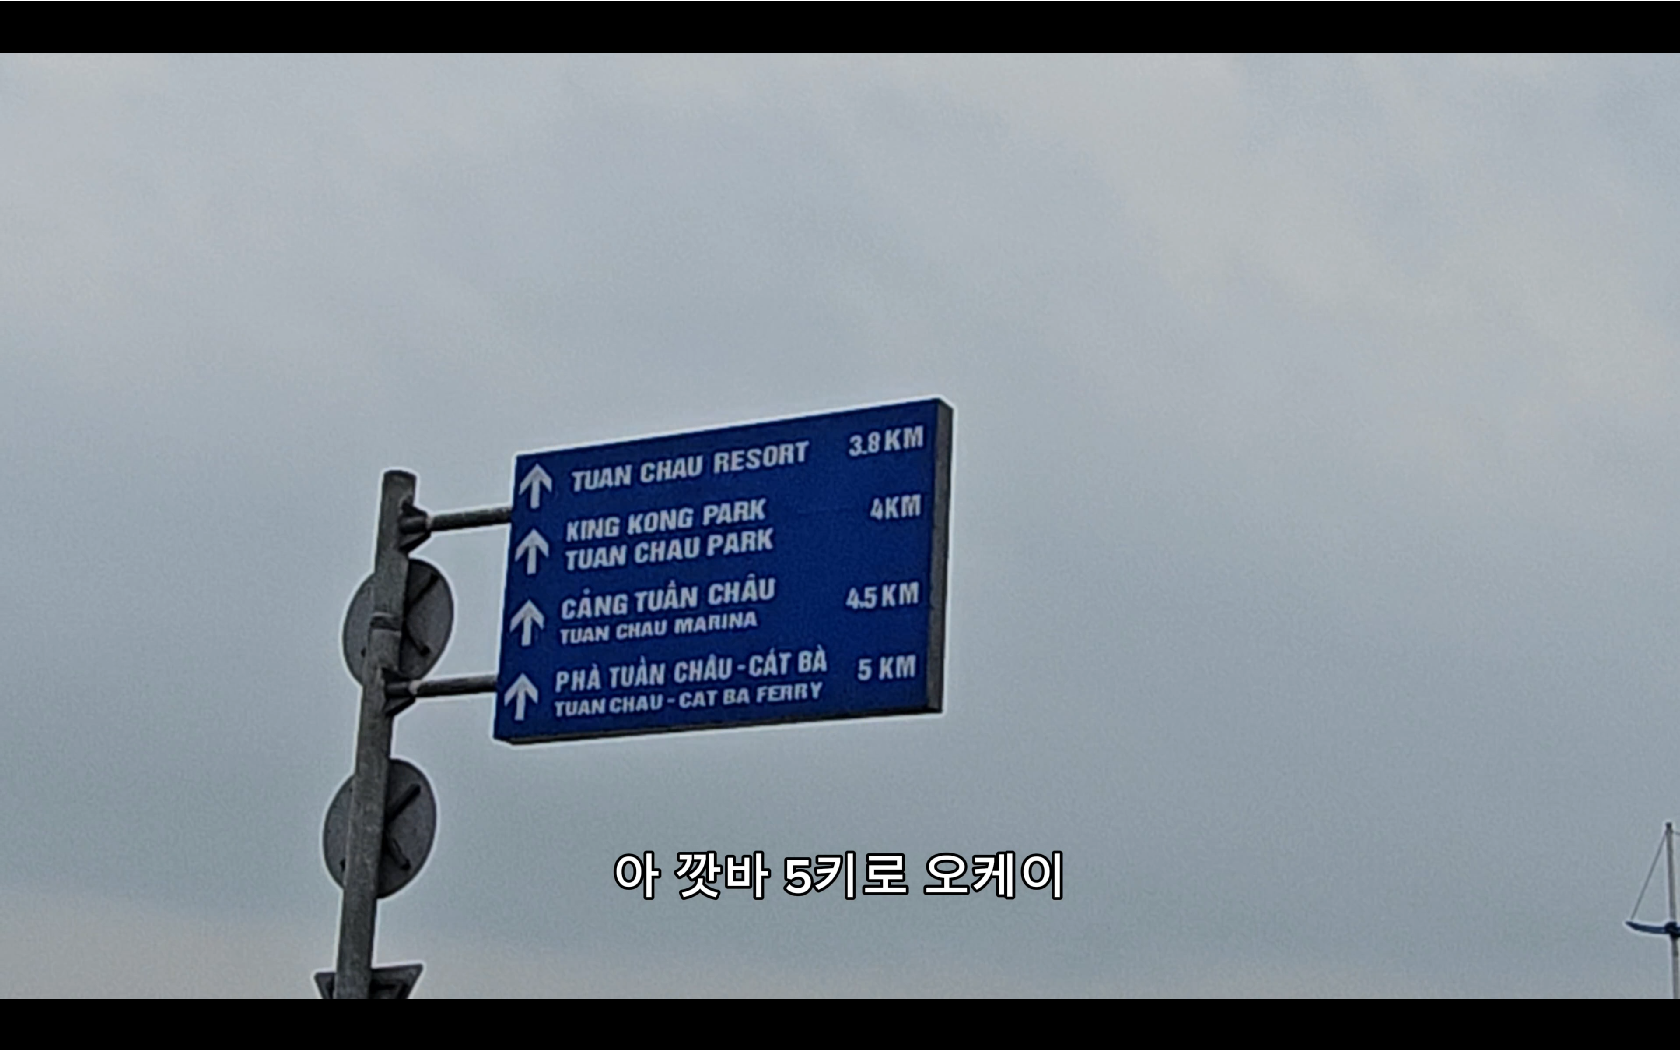 TUAN CHAU RESORT 3.8 KM
KING KONG PARK 4 KM
TUAN CHAU PARK
CẢNG TUẦN CHÂU 4.5 KM
TUAN CHAU MARINA
PHÀ TUẦN CHÂU - CÁT BÀ 5 KM
TUAN CHAU - CAT BA FERRY
아 깟바 5키로 오케이